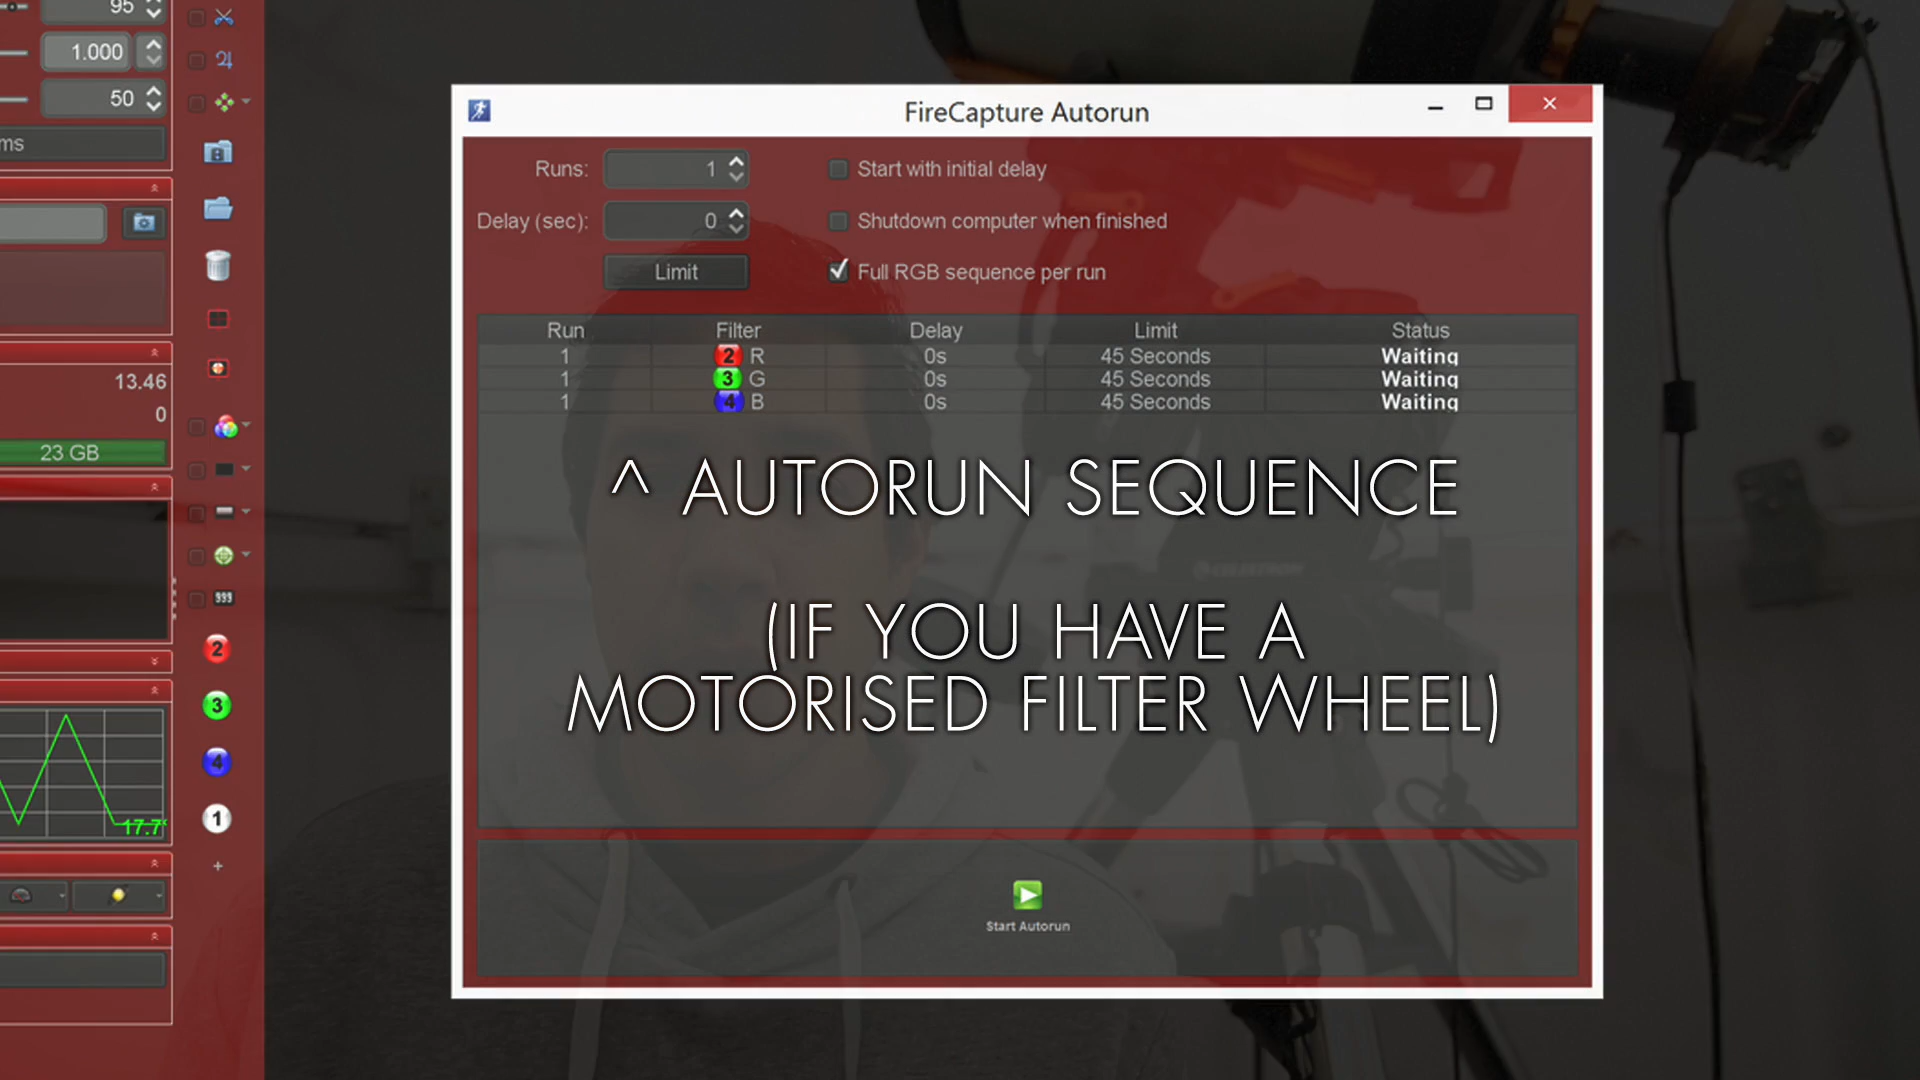 95
1.000
50
ms
13.46
0
23 GB
999
2
3
4
17.7°
1
+
FireCapture Autorun
Runs: 1
Start with initial delay
Delay (sec): 0
Shutdown computer when finished
Limit
Full RGB sequence per run
Run Filter Delay Limit Status
1 2 R 0s 45 Seconds Waiting
1 3 G 0s 45 Seconds Waiting
1 4 B 0s 45 Seconds Waiting
^ AUTORUN SEQUENCE
(IF YOU HAVE A
MOTORISED FILTER WHEEL)
Start Autorun